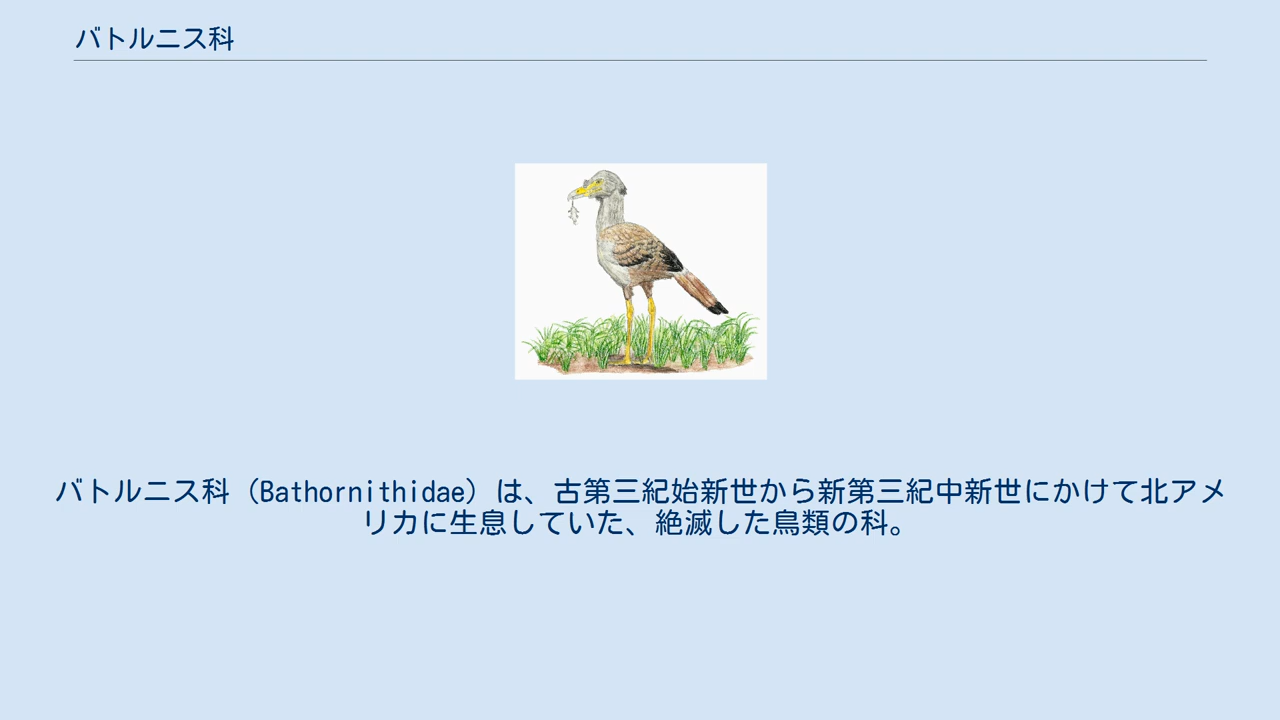 バトルニス科
バトルニス科（Bathornithidae）は、古第三紀始新世から新第三紀中新世にかけて北アメ
リカに生息していた、絶滅した鳥類の科。